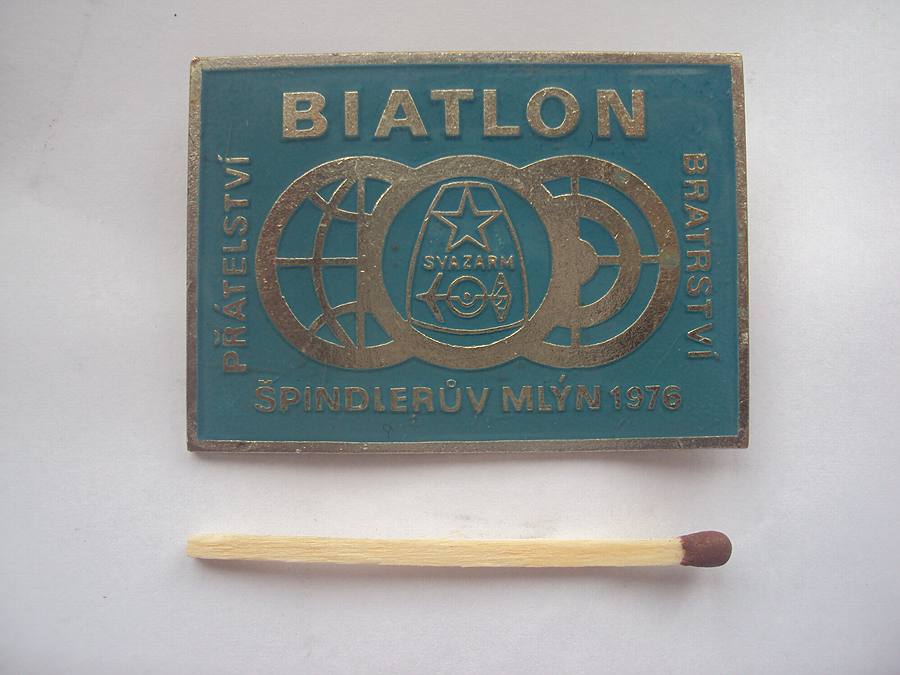 BIATLON
PŘÁTELSTVÍ
BRATRSTVÍ
SVAZARM
ŠPINDLERŮV MLÝN 1976